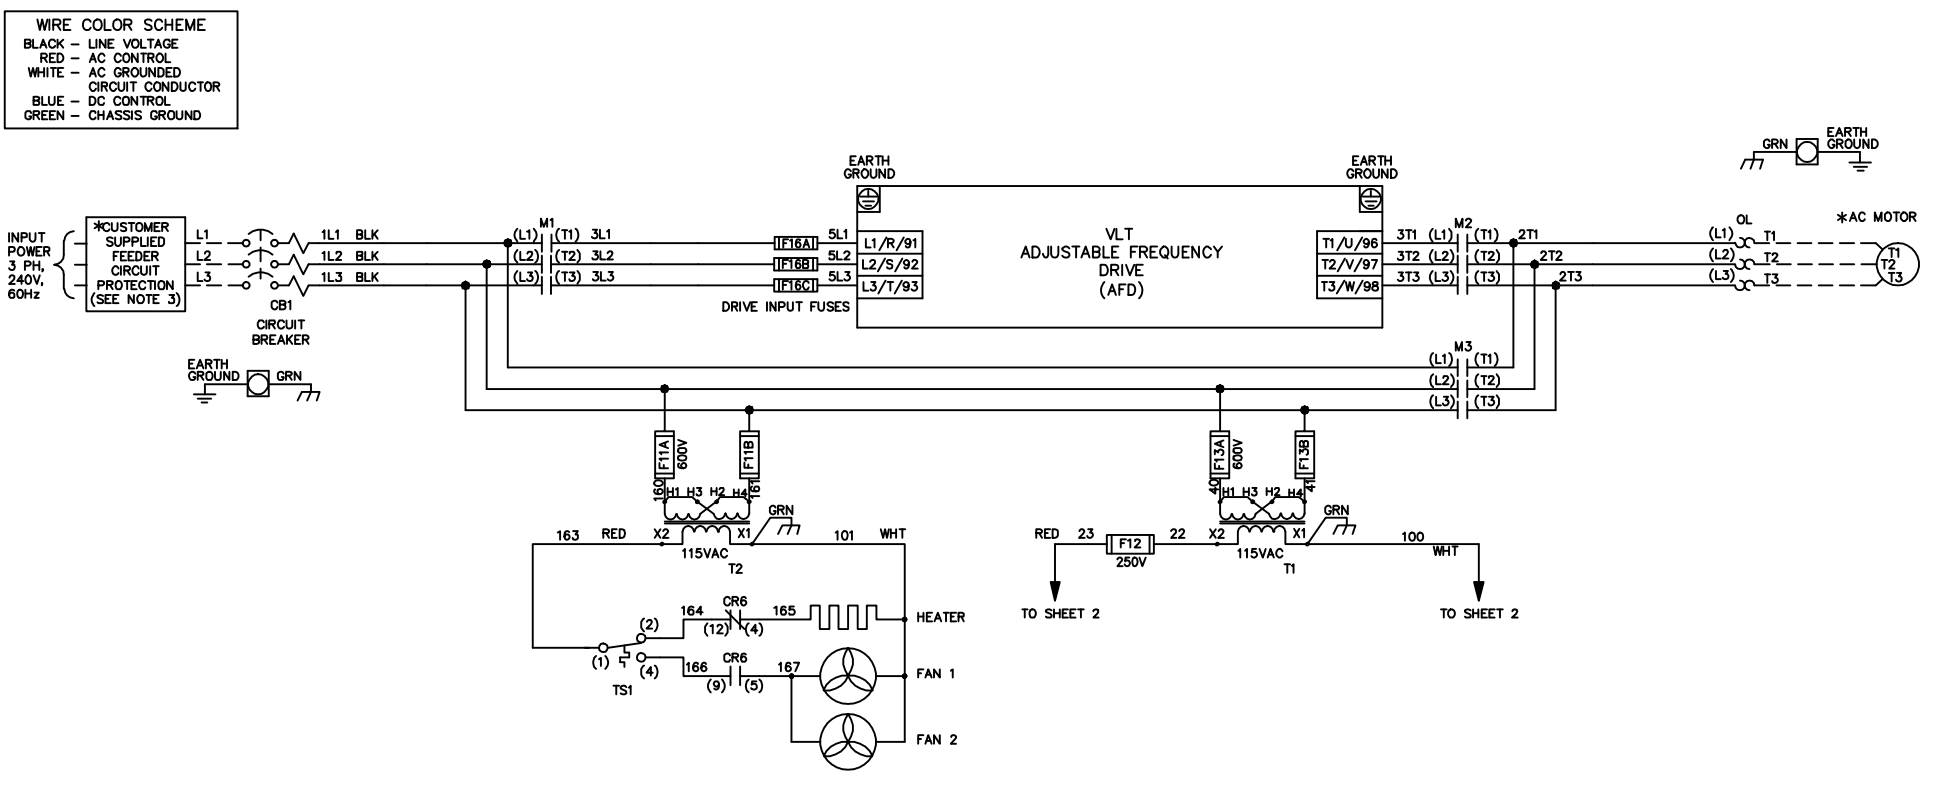 WIRE COLOR SCHEME
BLACK – LINE VOLTAGE
RED – AC CONTROL
WHITE – AC GROUNDED
CIRCUIT CONDUCTOR
BLUE – DC CONTROL
GREEN – CHASSIS GROUND
INPUT
POWER
3 PH,
240V,
60Hz
*CUSTOMER
SUPPLIED
FEEDER
CIRCUIT
PROTECTION
(SEE NOTE 3)
L1
L2
L3
CB1
CIRCUIT
BREAKER
1L1 BLK
1L2 BLK
1L3 BLK
EARTH
GROUND
GRN
M1
(L1) (T1) 3L1
(L2) (T2) 3L2
(L3) (T3) 3L3
F16A
F16B
F16C
DRIVE INPUT FUSES
5L1
5L2
5L3
EARTH
GROUND
L1/R/91
L2/S/92
L3/T/93
VLT
ADJUSTABLE FREQUENCY
DRIVE
(AFD)
EARTH
GROUND
T1/U/96
T2/V/97
T3/W/98
3T1
3T2
3T3
M2
(L1) (T1) 2T1
(L2) (T2) 2T2
(L3) (T3) 2T3
M3
(L1) (T1)
(L2) (T2)
(L3) (T3)
OL
(L1) T1
(L2) T2
(L3) T3
GRN
EARTH
GROUND
*AC MOTOR
T1
T2
T3
F11A
600V
F11B
160
161
H1 H3 H2 H4
GRN
163 RED X2
X1
101 WHT
115VAC
T2
CR6
164
165
(12) (4)
HEATER
(2)
(1)
(4)
TS1
CR6
166
167
(9) (5)
FAN 1
FAN 2
F13A
600V
F13B
40
41
H1 H3 H2 H4
GRN
RED 23
F12
250V
22
X2
X1
100
WHT
115VAC
T1
TO SHEET 2
TO SHEET 2